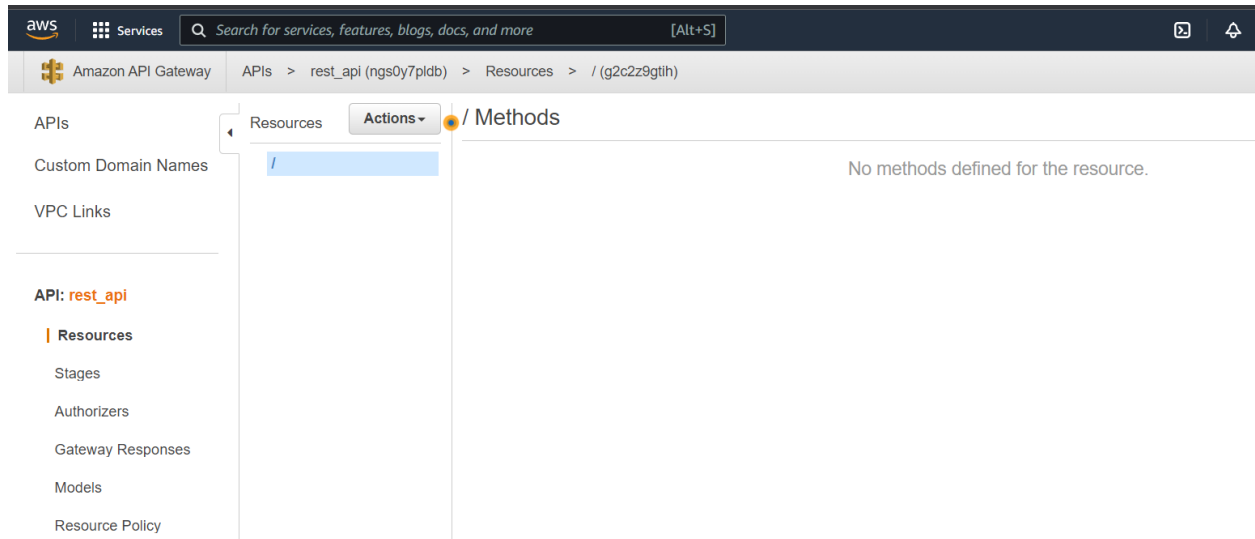 aws Services Search for services, features, blogs, docs, and more [Alt+S]
Amazon API Gateway APIs > rest_api (ngs0y7pldb) > Resources > / (g2c2z9gtih)
APIs
Custom Domain Names
VPC Links
API: rest_api
Resources
Stages
Authorizers
Gateway Responses
Models
Resource Policy
Resources Actions
/
/ Methods
No methods defined for the resource.